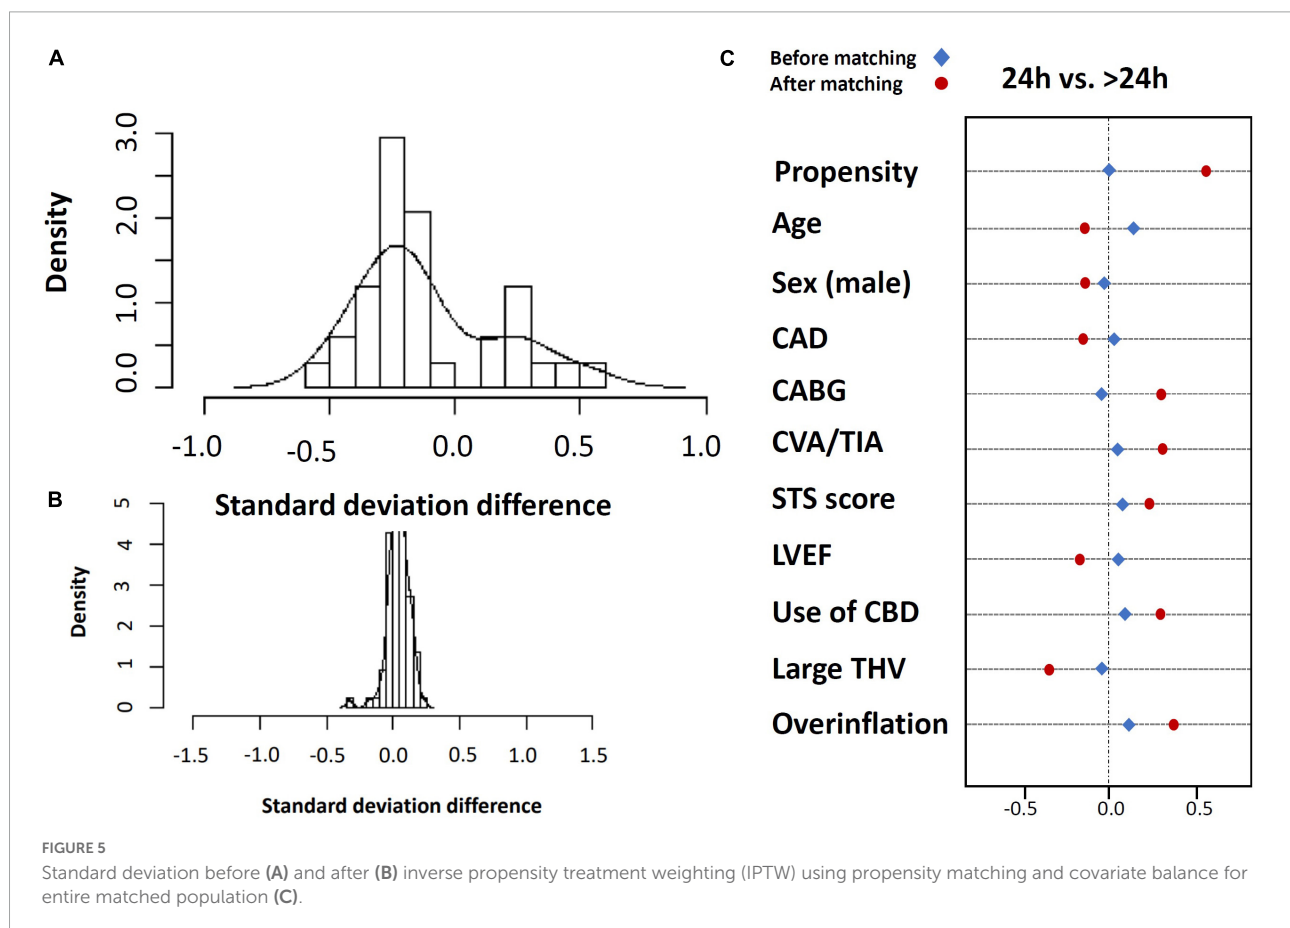 A
Density
0.0
1.0
2.0
3.0
-1.0
-0.5
0.0
0.5
1.0
Standard deviation difference
B
Density
5
4
3
2
1
0
-1.5
-1.0
-0.5
0.0
0.5
1.0
1.5
Standard deviation difference
C
Before matching
After matching
24h vs. >24h
Propensity
Age
Sex (male)
CAD
CABG
CVA/TIA
STS score
LVEF
Use of CBD
Large THV
Overinflation
-0.5
0.0
0.5
FIGURE 5
Standard deviation before (A) and after (B) inverse propensity treatment weighting (IPTW) using propensity matching and covariate balance for
entire matched population (C).